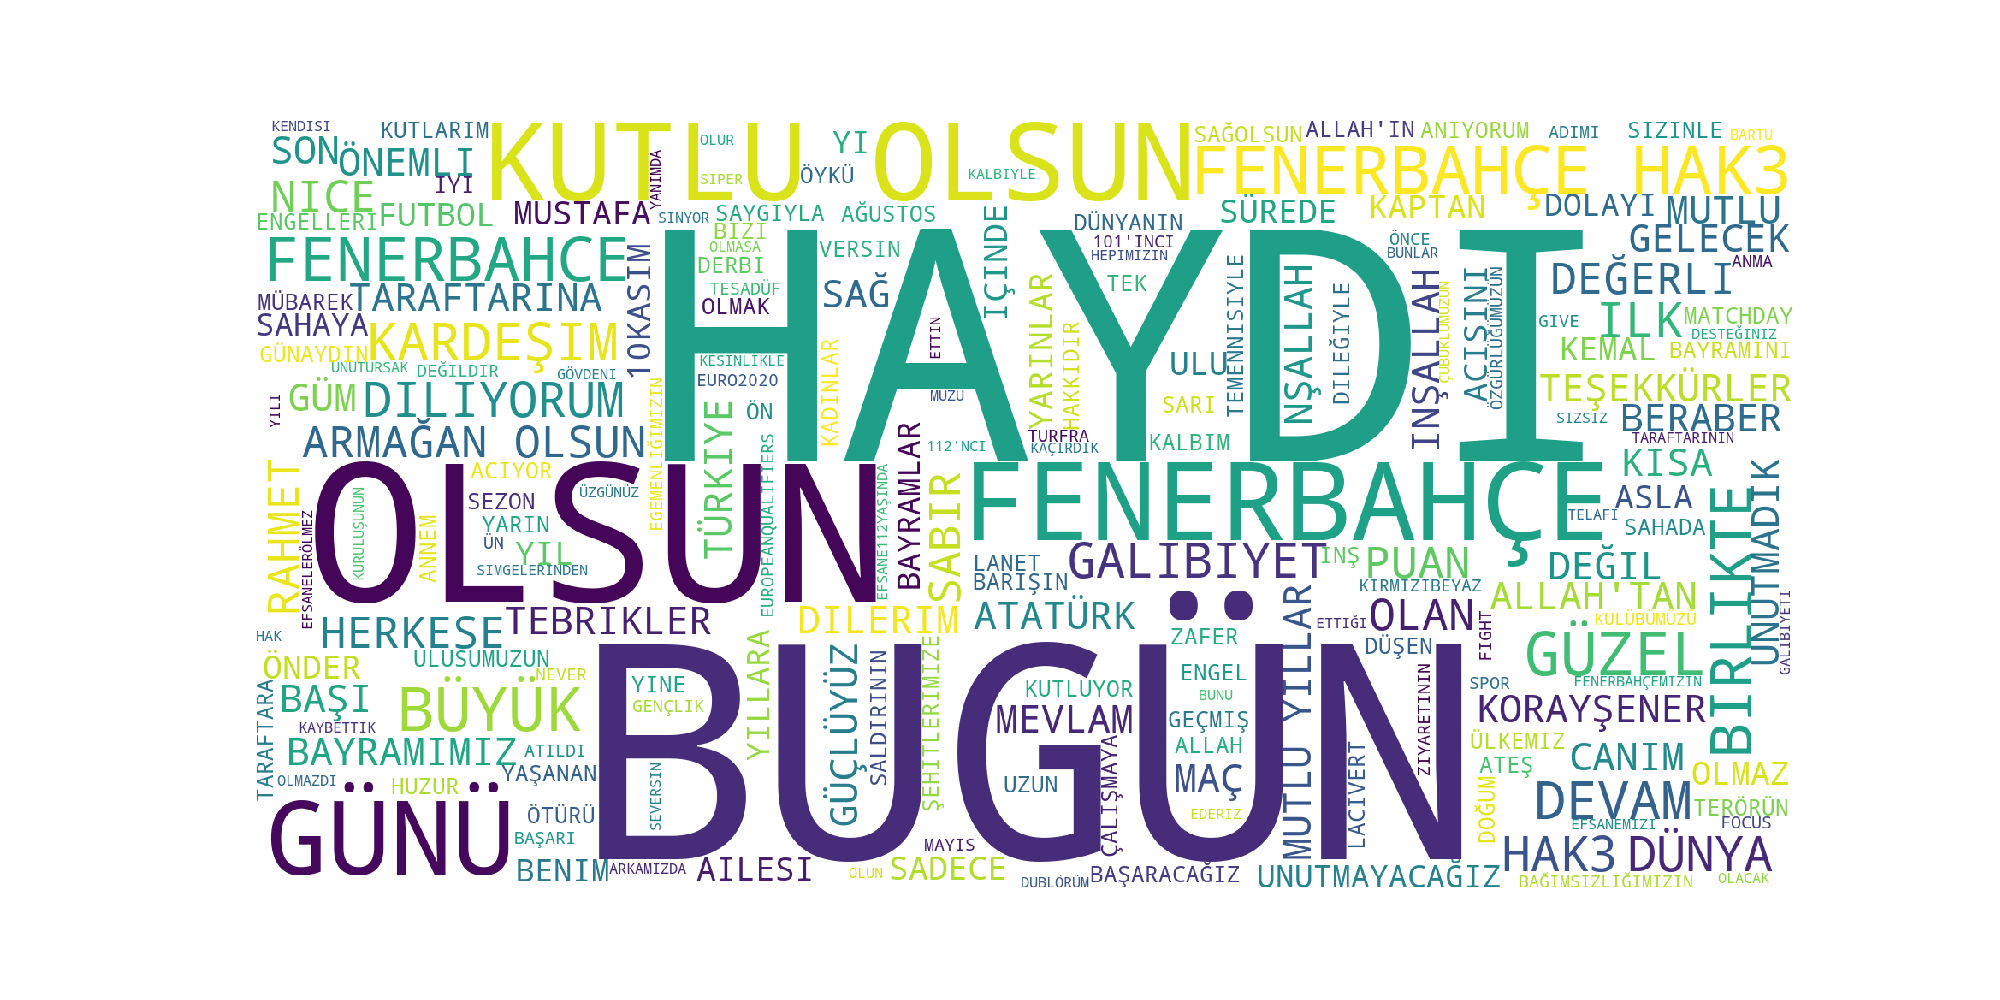 KENDISI
KUTLARIM
KUTLU OLSUN
OLUR
YI
SAĞOLSUN
ALLAH'IN
ANIYORUM
ADIMI
SIZINLE
BARTU
SON
ÖNEMLI
YANIMDA
SIPER
ÖYKÜ
KALBIYLE
FENERBAHÇE HAK3
NICE
IYI
ENGELLERI
FUTBOL
MUSTAFA
SINYOR
SAYGIYLA
AĞUSTOS
IÇINDE
DÜNYANIN
SÜREDE
KAPTAN
DOLAYI
MUTLU
BIZI
OLMASA
VERSIN
101'INCI
HEPIMIZIN
ÖNCE
BUNLAR
GELECEK
ANMA
FENERBAHCE
10KASIM
DERBI
TESADÜF
OLMAK
SAĞ
HAYDI
YARINLAR
TEK
TEMENNISIYLE
NŞALLAH
DILEĞIYLE
INŞALLAH
ACIŞINI
ÖZGÜRLÜĞÜMÜZÜN
ÇUBUKLUMUZUN
DEĞERLI
MÜBAREK
TARAFTARINA
SAHAYA
KARDEŞIM
GÜNAYDIN
ETTIN
HAKKIDIR
GIVE
ILK
MATCHDAY
DESTEĞINIZ
KEMAL
BAYRAMINI
UNUTURSAK
DEĞILDIR
GÖVDENI
KESINLIKLE
EURO2020
KADINLAR
MUZU
ULU
SARI
TEŞEKKÜRLER
YILI
GÜM
DILIYORUM
ÖN
SIZSIZ
BERABER
ARMAĞAN OLSUN
EGEMENLIĞIMIZIN
TÜRKIYE
BAYRAMLAR
112'NCI
TURFRA
KAÇIRDIK
KALBIM
TARAFTARININ
RAHMET
EFSANELERÖLMEZ
KURULUŞUNUN
ACIYOR
SEZON
ÜZGÜNÜZ
OLSUN
EUROPEANQUALIFIERS
EFSANE112YAŞINDA
SABIR
FENERBAHÇE
KISA
ASLA
TELAFI
SAHADA
BIRLIKTE
UNUTMADIK
ANNEM
YARIN
ÜN
YIL
SIMGELERINDEN
LANET
BARIŞIN
GALIBIYET
INŞ
PUAN
DEĞIL
KIRMIZIBEYAZ
ALLAH'TAN
GALIBIYETI
HAK
HERKESE
TEBRIKLER
DILERIM
ATATÜRK
MUTLU YILLAR
ETTIĞI
OLAN
KULÜBÜMÜZÜ
ÖNDER
ULUSUMUZUN
NEVER
BUGÜN
YILLARA
GÜÇLÜYÜZ
SALDIRININ
ŞEHITLERIMIZE
ZAFER
DÜŞEN
FIGHT
GÜZEL
TARAFTARA
BAŞI
BÜYÜK
YINE
GENÇLIK
KUTLUYOR
ENGEL
BUNU
SPOR
FENERBAHÇEMIZIN
KAYBETTIK
MEVLAM
GEÇMIŞ
ZIYARETININ
KORAYŞENER
BAYRAMIMIZ
ATILDI
ALLAH
ÜLKEMIZ
OLMAZDI
HUZUR
YAŞANAN
SEVERSIN
UZUN
ÇALIŞMAYA
MAÇ
LACIVERT
ATEŞ
CANIM
OLMAZ
GÜNÜ
ÖTÜRÜ
EDERIZ
DOĞUM
DEVAM
TERÖRÜN
BAŞARI
MAYIS
EFSANEMIZI
FOCUS
BENIM
ARKAMIZDA
AILESI
OLUN
SADECE
DUBLÖRÜM
BAŞARACAĞIZ
UNUTMAYACAĞIZ
HAK3
DÜNYA
BAĞIMSIZLIĞIMIZIN
OLACAK